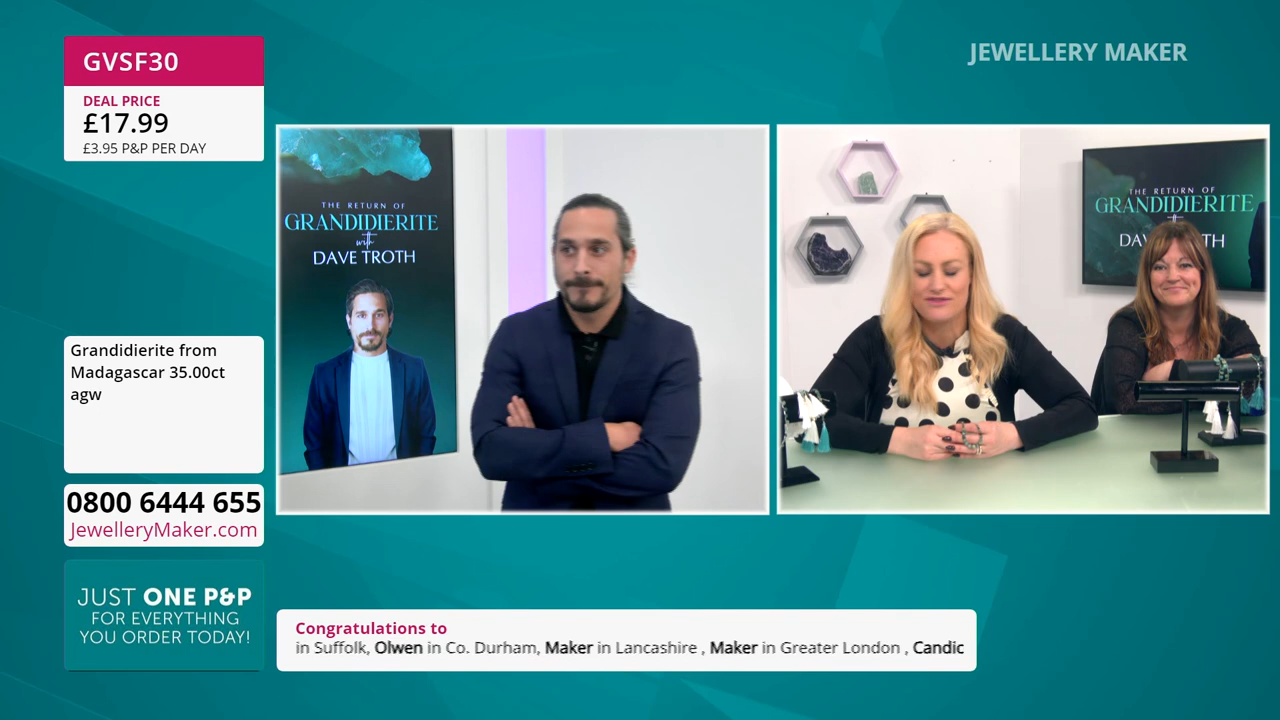 GVSF30
DEAL PRICE
£17.99
£3.95 P&P PER DAY
JEWELLERY MAKER
THE RETURN OF
GRANDIDIERITE
with
DAVE TROTH
THE RETURN OF
GRANDIDIERITE
Grandidierite from
Madagascar 35.00ct
agw
0800 6444 655
JewelleryMaker.com
JUST ONE P&P
FOR EVERYTHING
YOU ORDER TODAY!
Congratulations to
in Suffolk, Olwen in Co. Durham, Maker in Lancashire , Maker in Greater London , Candic